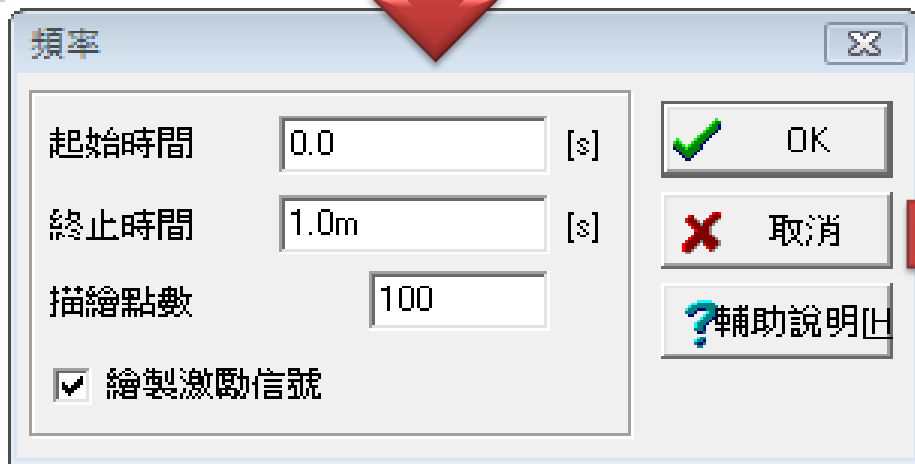 頻率
起始時間 0.0 [s]
終止時間 1.0m [s]
描繪點數 100
繪製激勵信號
OK
取消
輔助說明[H